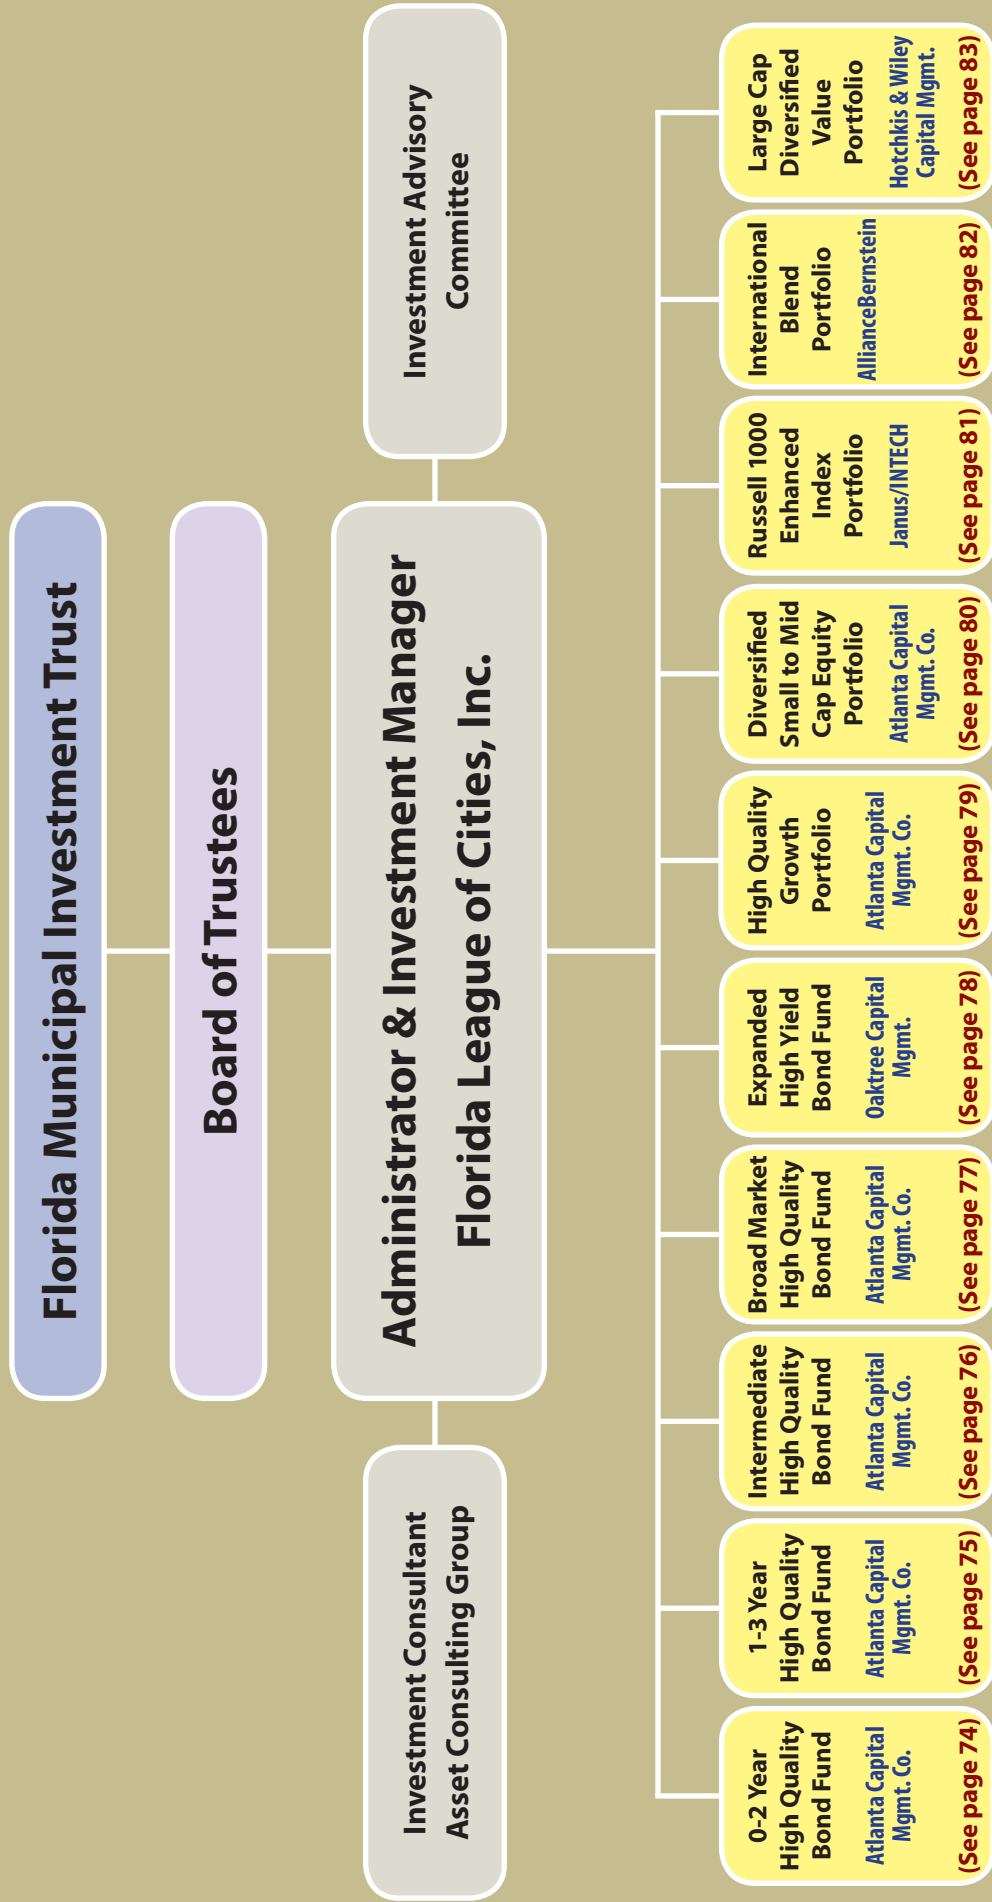 Florida Municipal Investment Trust
Board of Trustees
Administrator & Investment Manager
Florida League of Cities, Inc.
Investment Consultant
Asset Consulting Group
Investment Advisory
Committee
0-2 Year
High Quality
Bond Fund
Atlanta Capital
Mgmt. Co.
(See page 74)
1-3 Year
High Quality
Bond Fund
Atlanta Capital
Mgmt. Co.
(See page 75)
Intermediate
High Quality
Bond Fund
Atlanta Capital
Mgmt. Co.
(See page 76)
Broad Market
High Quality
Bond Fund
Atlanta Capital
Mgmt. Co.
(See page 77)
Expanded
High Yield
Bond Fund
Oaktree Capital
Mgmt.
(See page 78)
High Quality
Growth
Portfolio
Atlanta Capital
Mgmt. Co.
(See page 79)
Diversified
Small to Mid
Cap Equity
Portfolio
Atlanta Capital
Mgmt. Co.
(See page 80)
Russell 1000
Enhanced
Index
Portfolio
Janus/INTECH
(See page 81)
International
Blend
Portfolio
AllianceBernstein
(See page 82)
Large Cap
Diversified
Value
Portfolio
Hotchkis & Wiley
Capital Mgmt.
(See page 83)